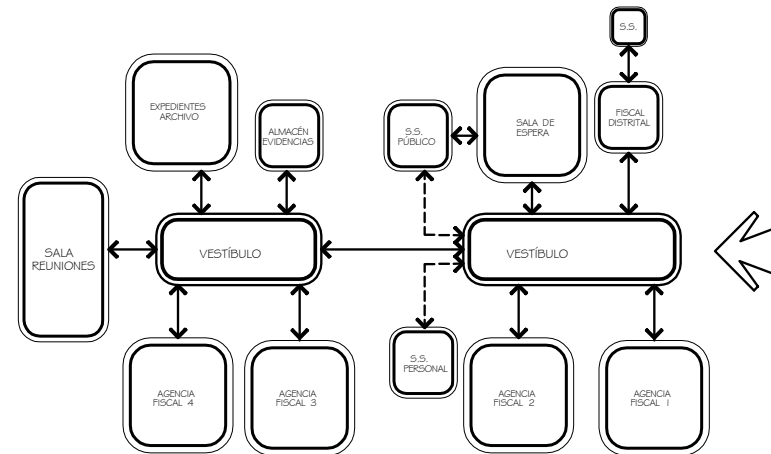 S.S.
EXPEDIENTES
ARCHIVO
ALMACÉN
EVIDENCIAS
S.S.
PÚBLICO
SALA DE
ESPERA
FISCAL
DISTRITAL
SALA
REUNIONES
VESTÍBULO
VESTÍBULO
S.S.
PERSONAL
AGENCIA
FISCAL 4
AGENCIA
FISCAL 3
AGENCIA
FISCAL 2
AGENCIA
FISCAL 1